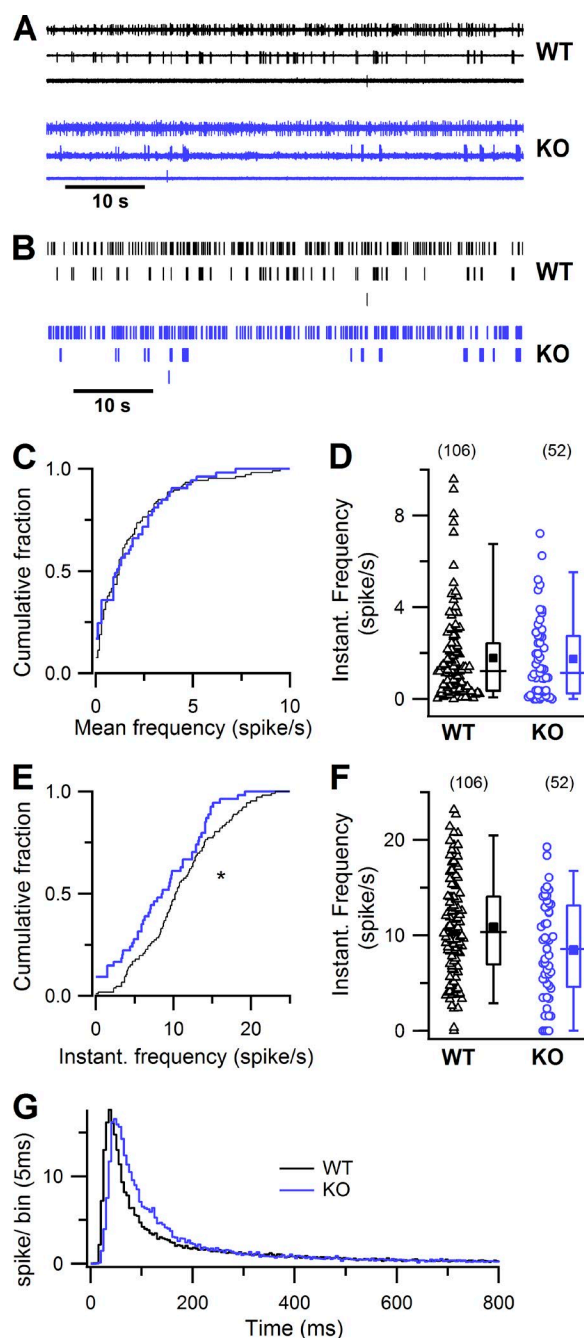 A
WT
KO
10 s
B
WT
KO
10 s
C
Cumulative fraction
1.0
0.5
0.0
0
5
10
Mean frequency (spike/s)
D
(106)
(52)
Instant. Frequency
(spike/s)
8
4
0
WT
KO
E
Cumulative fraction
1.0
0.5
0.0
*
0
10
20
Instant. frequency (spike/s)
F
(106)
(52)
Instant. Frequency
(spike/s)
20
10
0
WT
KO
G
spike/ bin (5ms)
10
0
WT
KO
0
200
400
600
800
Time (ms)